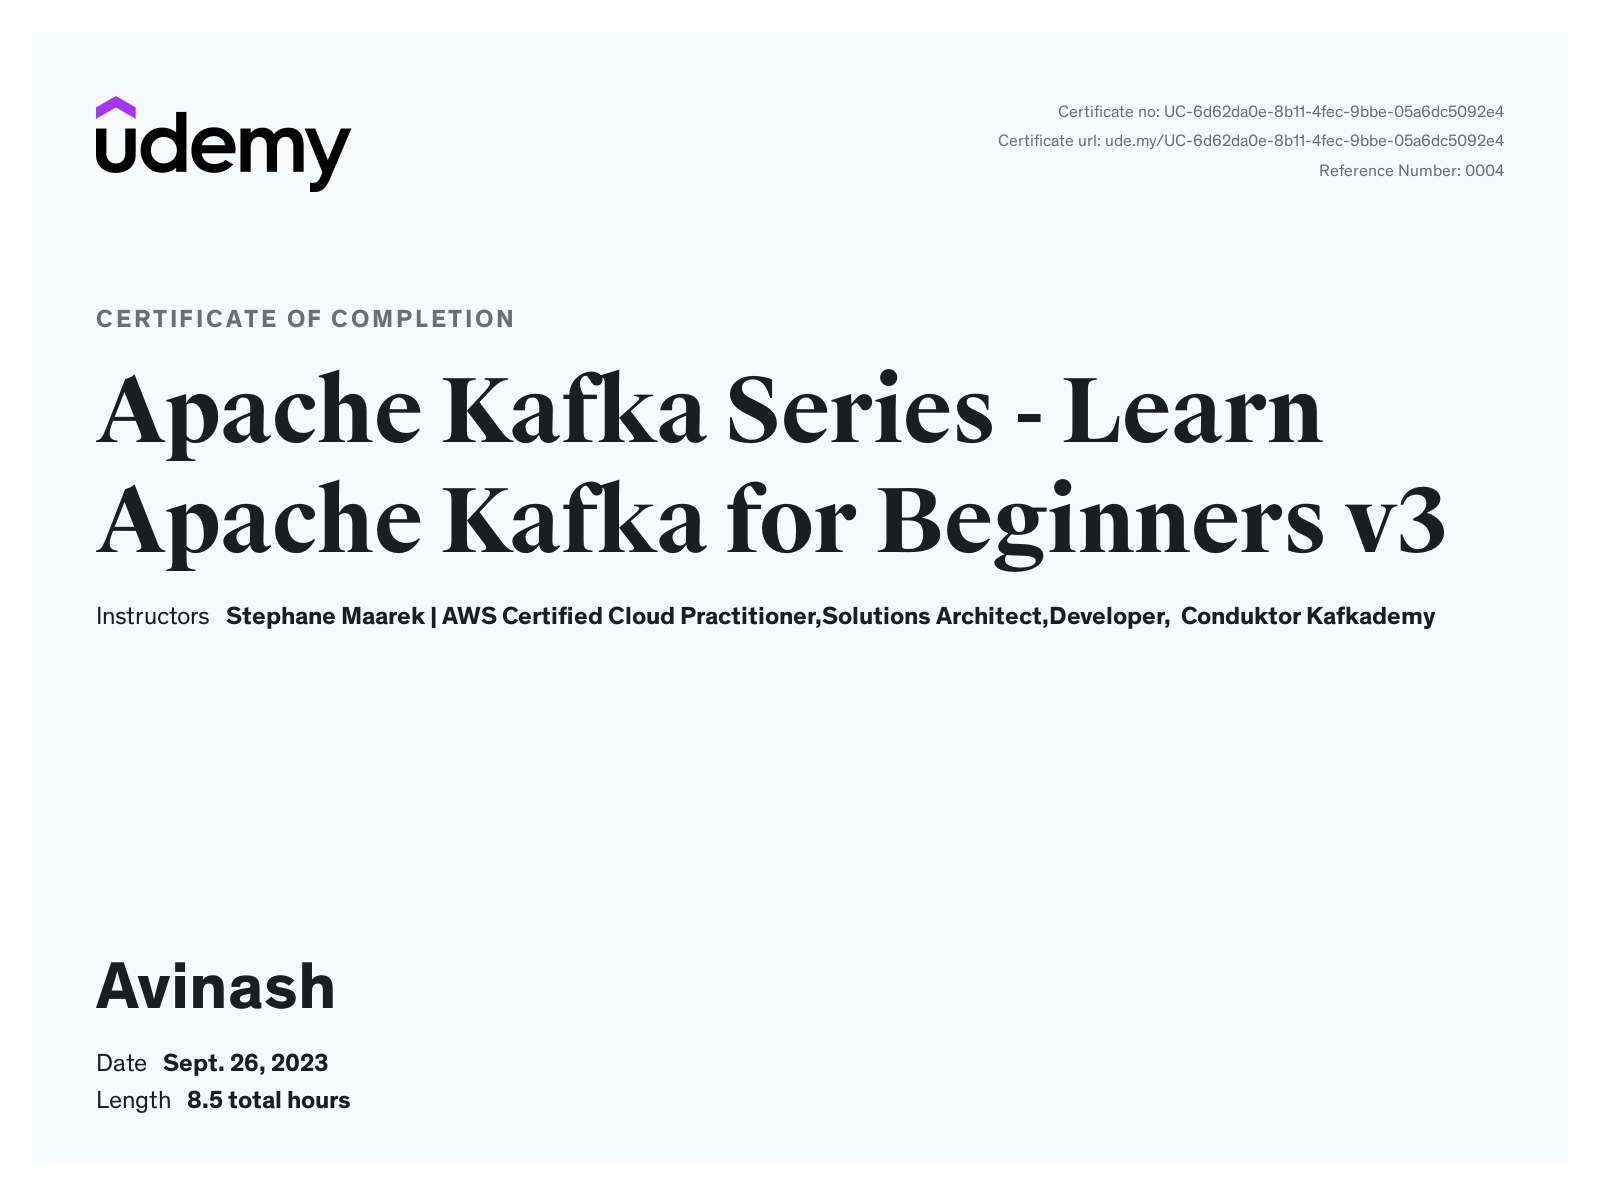 udemy
Certificate no: UC-6d62da0e-8b11-4fec-9bbe-05a6dc5092e4
Certificate url: ude.my/UC-6d62da0e-8b11-4fec-9bbe-05a6dc5092e4
Reference Number: 0004
CERTIFICATE OF COMPLETION
Apache Kafka Series - Learn
Apache Kafka for Beginners v3
Instructors Stephane Maarek | AWS Certified Cloud Practitioner,Solutions Architect,Developer, Conduktor Kafkademy
Avinash
Date Sept. 26, 2023
Length 8.5 total hours